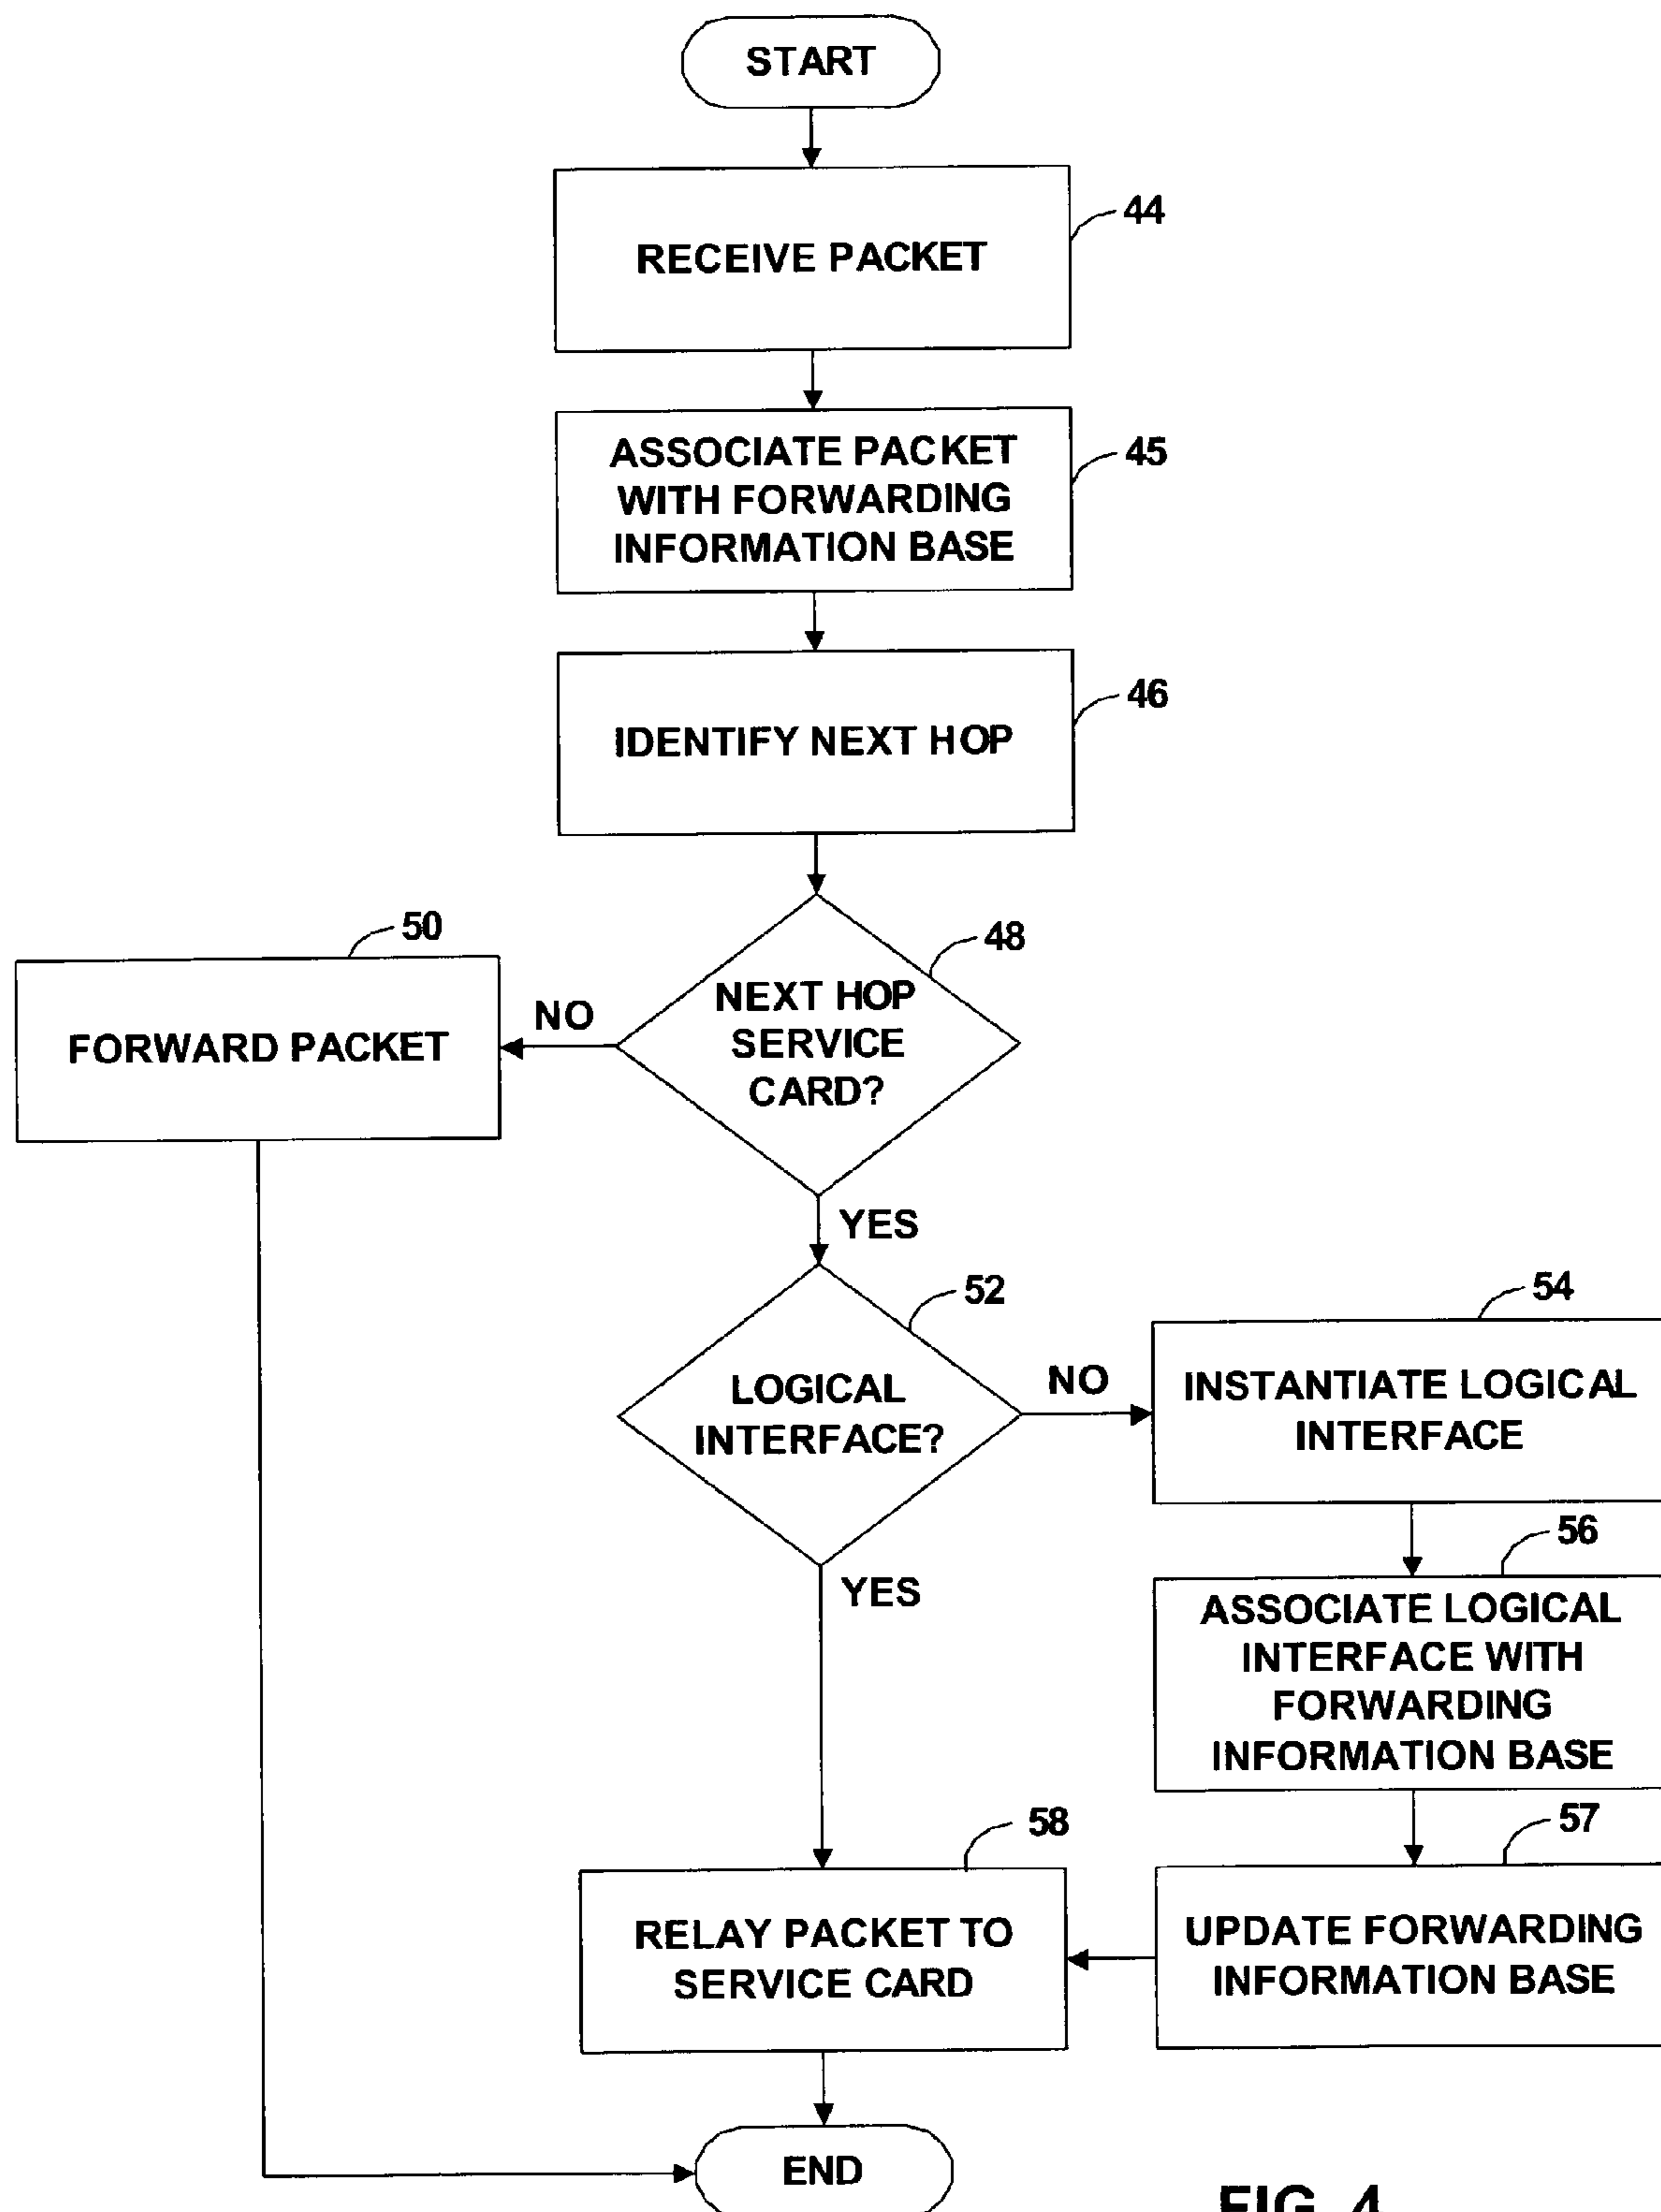 START
44
RECEIVE PACKET
45
ASSOCIATE PACKET
WITH FORWARDING
INFORMATION BASE
46
IDENTIFY NEXT HOP
48
NEXT HOP
SERVICE
CARD?
NO
50
FORWARD PACKET
YES
52
LOGICAL
INTERFACE?
NO
54
INSTANTIATE LOGICAL
INTERFACE
56
ASSOCIATE LOGICAL
INTERFACE WITH
FORWARDING
INFORMATION BASE
YES
57
UPDATE FORWARDING
INFORMATION BASE
58
RELAY PACKET TO
SERVICE CARD
END
FIG. 4